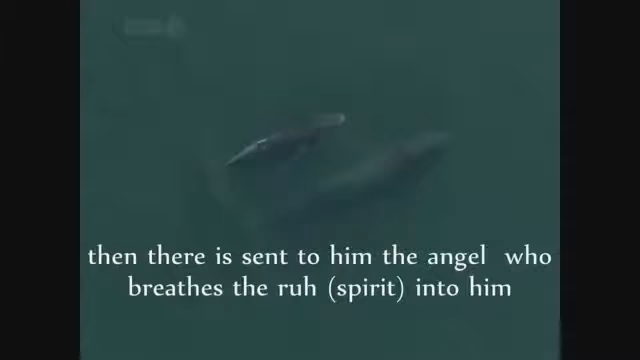 then there is sent to him the angel  who
breathes the ruh (spirit) into him